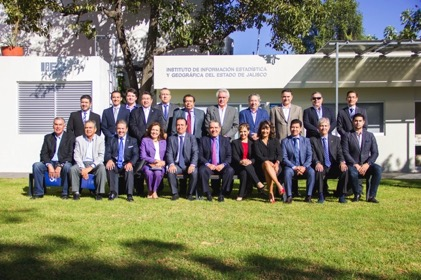 INSTITUTO DE INFORMACIÓN ESTADÍSTICA
Y GEOGRÁFICA DEL ESTADO DE JALISCO